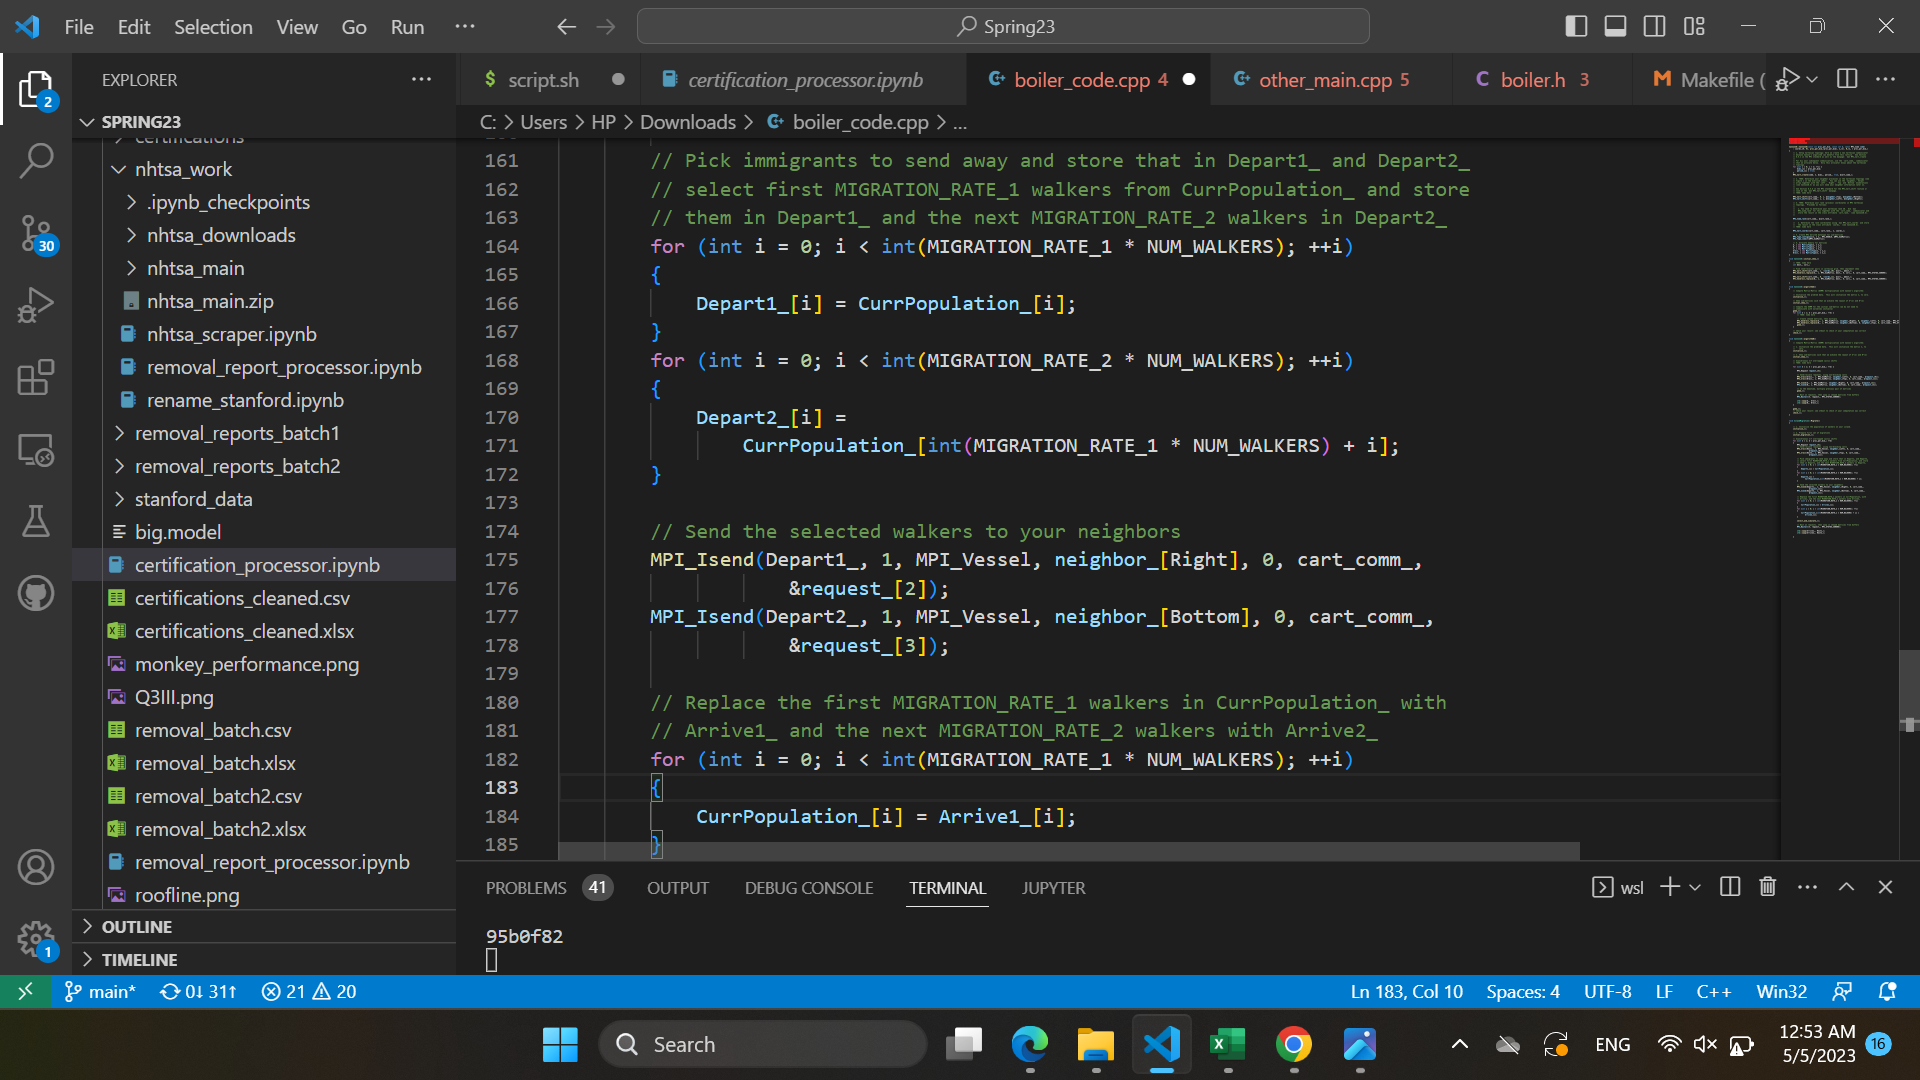 File Edit Selection View Go Run ···
Spring23
EXPLORER
SPRING23
certifications
nhtsa_work
.ipynb_checkpoints
nhtsa_downloads
nhtsa_main
nhtsa_main.zip
nhtsa_scraper.ipynb
removal_report_processor.ipynb
rename_stanford.ipynb
removal_reports_batch1
removal_reports_batch2
stanford_data
big.model
certification_processor.ipynb
certifications_cleaned.csv
certifications_cleaned.xlsx
monkey_performance.png
Q3III.png
removal_batch.csv
removal_batch.xlsx
removal_batch2.csv
removal_batch2.xlsx
removal_report_processor.ipynb
roofline.png
OUTLINE
TIMELINE
2
30
1
$ script.sh certification_processor.ipynb boiler_code.cpp 4 other_main.cpp 5 C boiler.h 3 M Makefile (
C: > Users > HP > Downloads > boiler_code.cpp > ...
161 // Pick immigrants to send away and store that in Depart1_ and Depart2_
162 // select first MIGRATION_RATE_1 walkers from CurrPopulation_ and store
163 // them in Depart1_ and the next MIGRATION_RATE_2 walkers in Depart2_
164 for (int i = 0; i < int(MIGRATION_RATE_1 * NUM_WALKERS); ++i)
165 {
166 Depart1_[i] = CurrPopulation_[i];
167 }
168 for (int i = 0; i < int(MIGRATION_RATE_2 * NUM_WALKERS); ++i)
169 {
170 Depart2_[i] =
171 CurrPopulation_[int(MIGRATION_RATE_1 * NUM_WALKERS) + i];
172 }
173
174 // Send the selected walkers to your neighbors
175 MPI_Isend(Depart1_, 1, MPI_Vessel, neighbor_[Right], 0, cart_comm_,
176 &request_[2]);
177 MPI_Isend(Depart2_, 1, MPI_Vessel, neighbor_[Bottom], 0, cart_comm_,
178 &request_[3]);
179
180 // Replace the first MIGRATION_RATE_1 walkers in CurrPopulation_ with
181 // Arrive1_ and the next MIGRATION_RATE_2 walkers with Arrive2_
182 for (int i = 0; i < int(MIGRATION_RATE_1 * NUM_WALKERS); ++i)
183 {
184 CurrPopulation_[i] = Arrive1_[i];
185 }
PROBLEMS 41 OUTPUT DEBUG CONSOLE TERMINAL JUPYTER wsl
95b0f82
main* 0↓ 31↑ 21 20 Ln 183, Col 10 Spaces: 4 UTF-8 LF C++ Win32
Search ENG 12:53 AM
5/5/2023 16